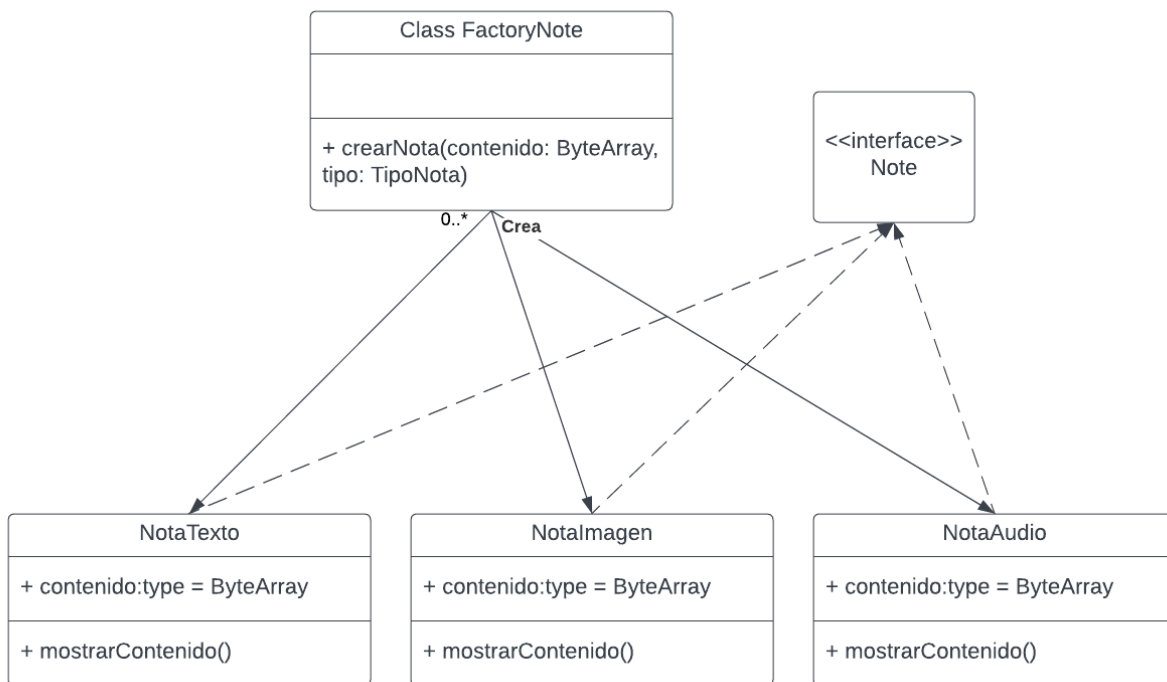 Class FactoryNote
+ crearNota(contenido: ByteArray,
tipo: TipoNota)
<<interface>>
Note
0..*
Crea
NotaTexto
+ contenido:type = ByteArray
+ mostrarContenido()
NotaImagen
+ contenido:type = ByteArray
+ mostrarContenido()
NotaAudio
+ contenido:type = ByteArray
+ mostrarContenido()